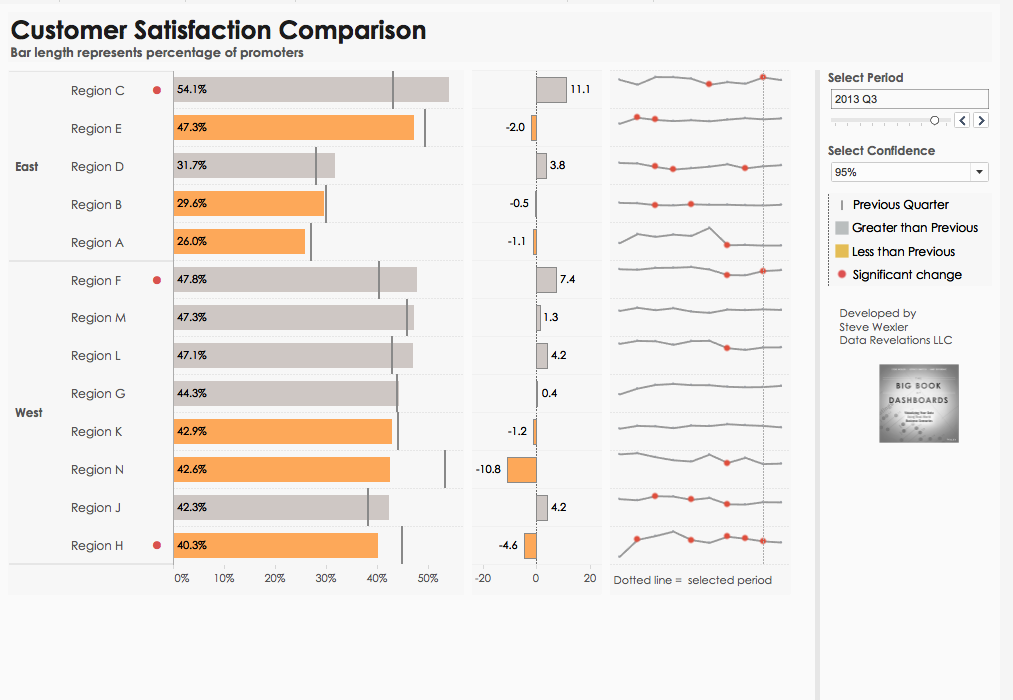 Customer Satisfaction Comparison
Bar length represents percentage of promoters
East
Region C 54.1% 11.1
Region E 47.3% -2.0
Region D 31.7% 3.8
Region B 29.6% -0.5
Region A 26.0% -1.1
West
Region F 47.8% 7.4
Region M 47.3% 1.3
Region L 47.1% 4.2
Region G 44.3% 0.4
Region K 42.9% -1.2
Region N 42.6% -10.8
Region J 42.3% 4.2
Region H 40.3% -4.6
0% 10% 20% 30% 40% 50% -20 0 20
Dotted line = selected period
Select Period
2013 Q3
Select Confidence
95%
Previous Quarter
Greater than Previous
Less than Previous
Significant change
Developed by
Steve Wexler
Data Revelations LLC
BIG BOOK
DASHBOARDS